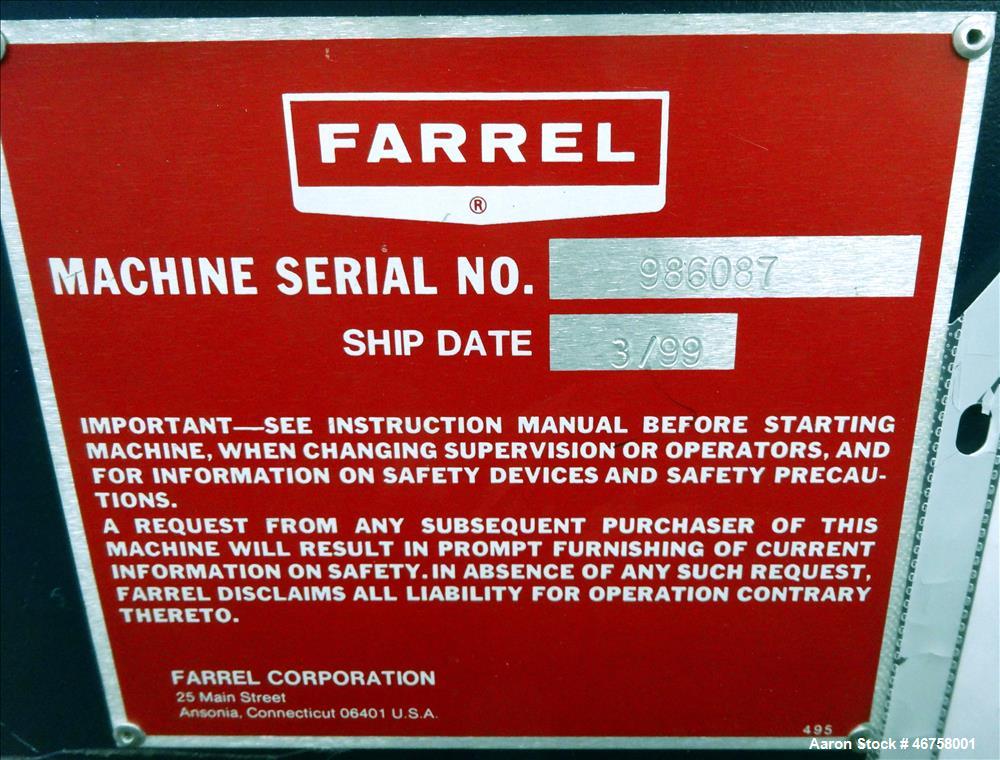 FARREL
®
MACHINE SERIAL NO. 986087
SHIP DATE 3/99
IMPORTANT—SEE INSTRUCTION MANUAL BEFORE STARTING
MACHINE, WHEN CHANGING SUPERVISION OR OPERATORS, AND
FOR INFORMATION ON SAFETY DEVICES AND SAFETY PRECAU-
TIONS.
A REQUEST FROM ANY SUBSEQUENT PURCHASER OF THIS
MACHINE WILL RESULT IN PROMPT FURNISHING OF CURRENT
INFORMATION ON SAFETY. IN ABSENCE OF ANY SUCH REQUEST,
FARREL DISCLAIMS ALL LIABILITY FOR OPERATION CONTRARY
THERETO.
FARREL CORPORATION
25 Main Street
Ansonia, Connecticut 06401 U.S.A.
495
Aaron Stock # 46758001